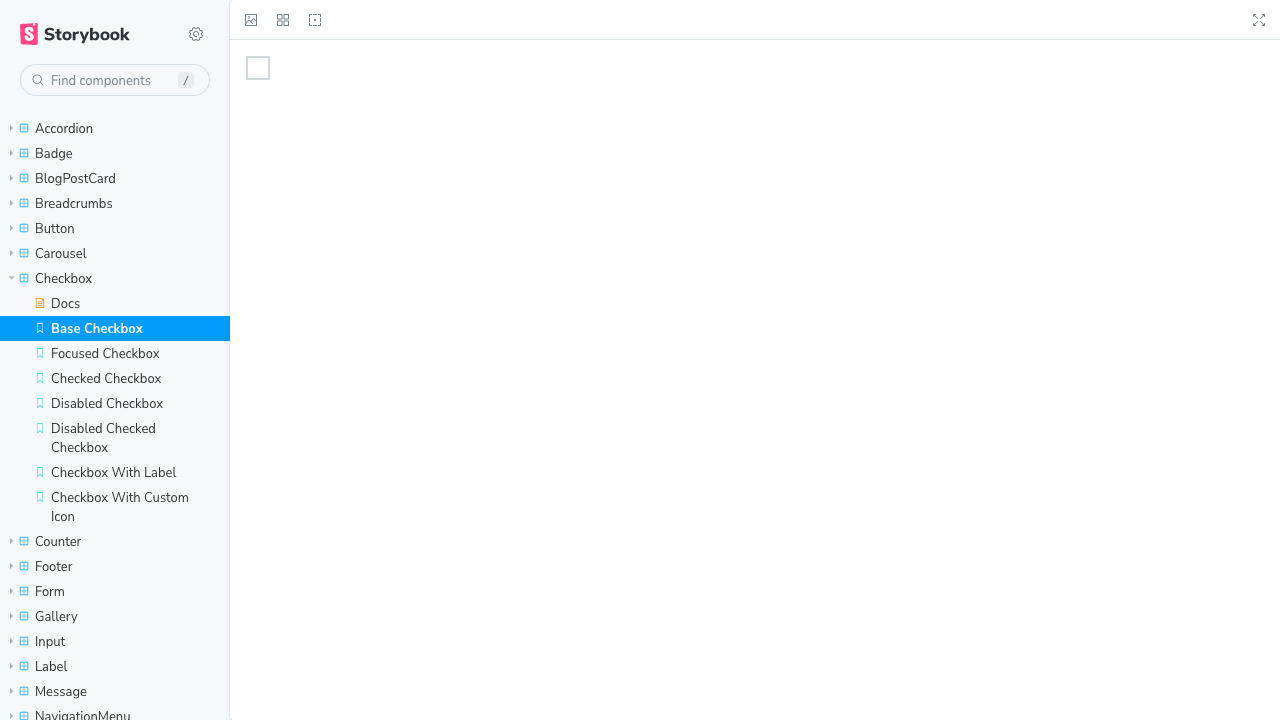 Storybook
Find components
/
Accordion
Badge
BlogPostCard
Breadcrumbs
Button
Carousel
Checkbox
Docs
Base Checkbox
Focused Checkbox
Checked Checkbox
Disabled Checkbox
Disabled Checked
Checkbox
Checkbox With Label
Checkbox With Custom
Icon
Counter
Footer
Form
Gallery
Input
Label
Message
NavigationMenu